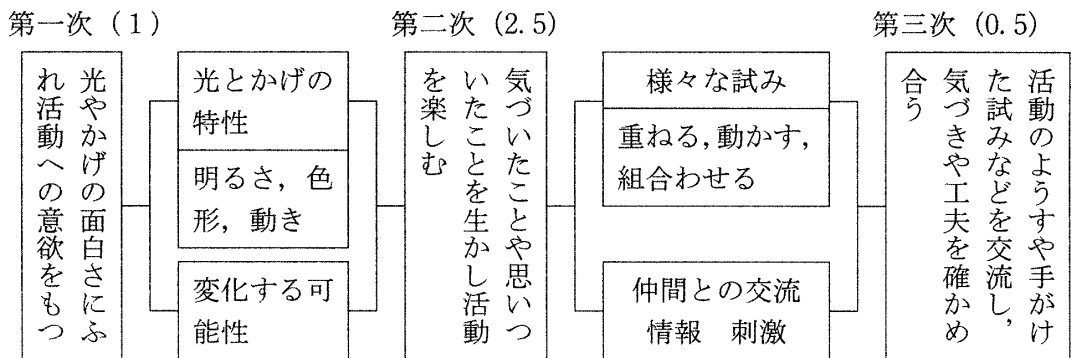 第一次（1）
光やかげの面白さにふ
れ活動への意欲をもつ
光とかげの
特性
明るさ，色
形，動き
変化する可
能性
第二次（2.5）
気づいたことや思いつ
いたことを生かし活動
を楽しむ
様々な試み
重ねる，動かす，
組合わせる
仲間との交流
情報　刺激
第三次（0.5）
活動のようすや手がけ
た試みなどを交流し，
気づきや工夫を確かめ
合う